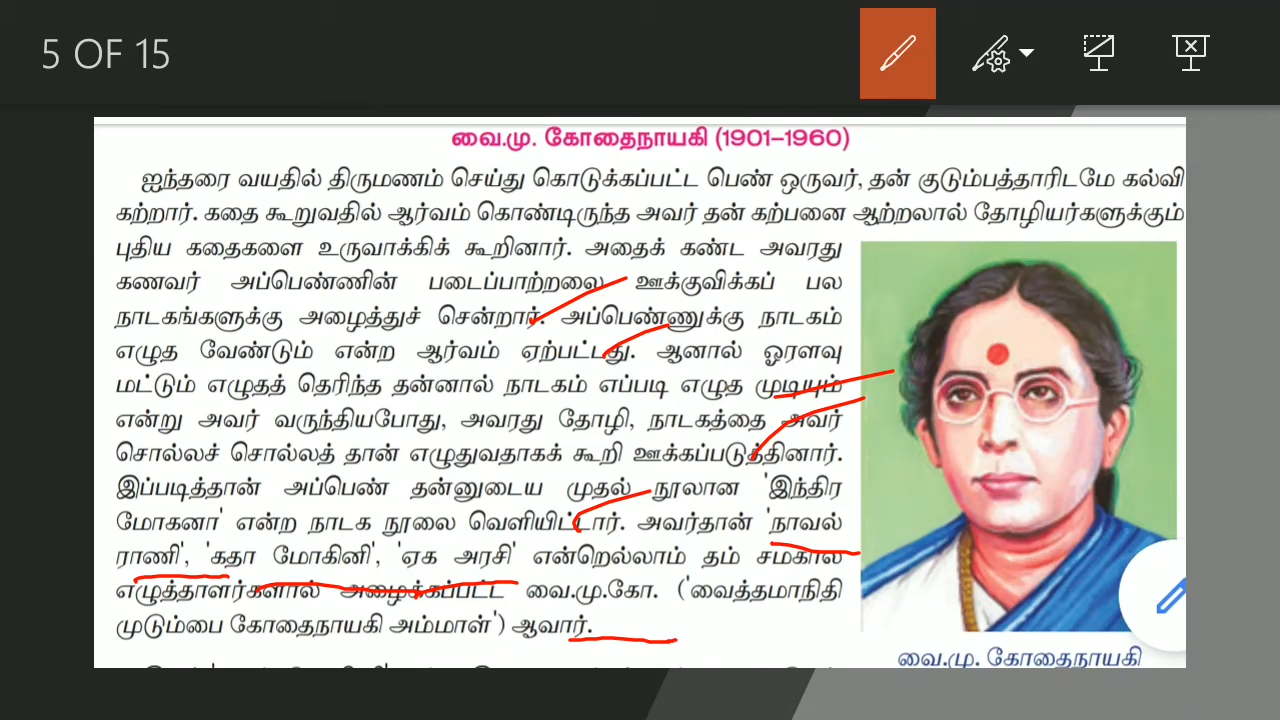 5 OF 15
வை.மு. கோதைநாயகி (1901–1960)
ஐந்தரை வயதில் திருமணம் செய்து கொடுக்கப்பட்ட பெண் ஒருவர், தன் குடும்பத்தாரிடமே கல்வி
கற்றார். கதை கூறுவதில் ஆர்வம் கொண்டிருந்த அவர் தன் கற்பனை ஆற்றலால் தோழியர்களுக்கும்
புதிய கதைகளை உருவாக்கிக் கூறினார். அதைக் கண்ட அவரது
கணவர் அப்பெண்ணின் படைப்பாற்றலை ஊக்குவிக்கப் பல
நாடகங்களுக்கு அழைத்துச் சென்றார். அப்பெண்ணுக்கு நாடகம்
எழுத வேண்டும் என்ற ஆர்வம் ஏற்பட்டது. ஆனால் ஓரளவு
மட்டும் எழுதத் தெரிந்த தன்னால் நாடகம் எப்படி எழுத முடியும்
என்று அவர் வருந்தியபோது, அவரது தோழி, நாடகத்தை அவர்
சொல்லச் சொல்லத் தான் எழுதுவதாகக் கூறி ஊக்கப்படுத்தினார்.
இப்படித்தான் அப்பெண் தன்னுடைய முதல் நூலான 'இந்திர
மோகனா' என்ற நாடக நூலை வெளியிட்டார். அவர்தான் 'நாவல்
ராணி', 'கதா மோகினி', 'ஏக அரசி' என்றெல்லாம் தம் சமகால
எழுத்தாளர்களால் அழைக்கப்பட்ட வை.மு.கோ. ('வைத்தமாநிதி
முடும்பை கோதைநாயகி அம்மாள்') ஆவார்.
வை.மு. கோதைநாயகி